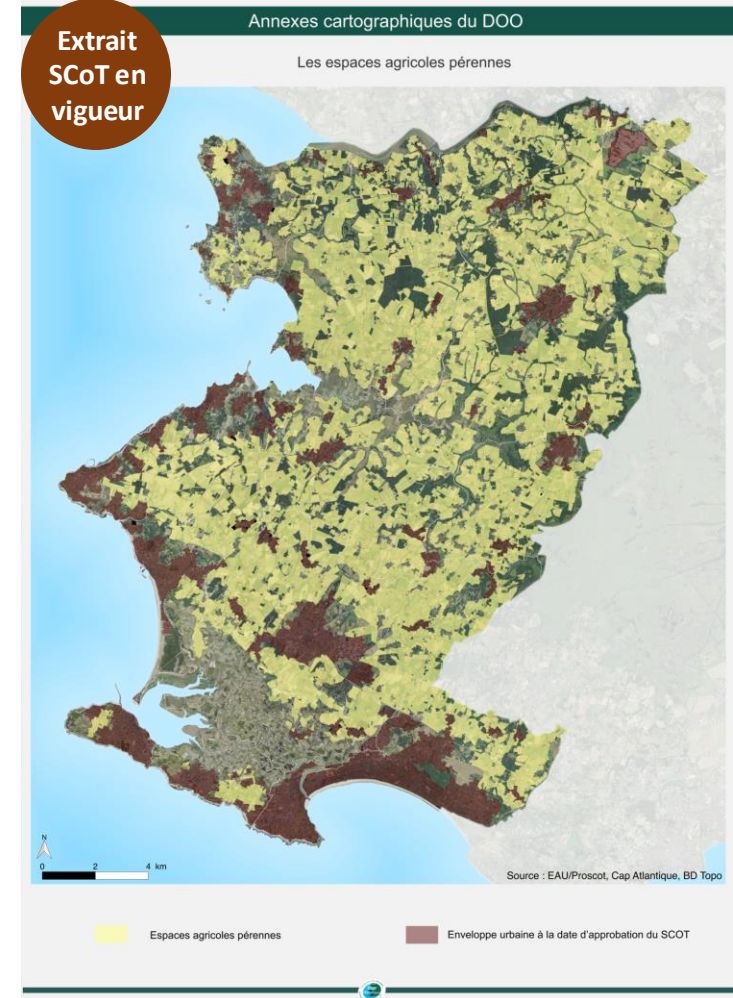 Annexes cartographiques du DOO
Extrait
SCoT en
vigueur
Les espaces agricoles pérennes
N
0 2 4 km
Source : EAU/Proscot, Cap Atlantique, BD Topo
Espaces agricoles pérennes
Enveloppe urbaine à la date d'approbation du SCOT